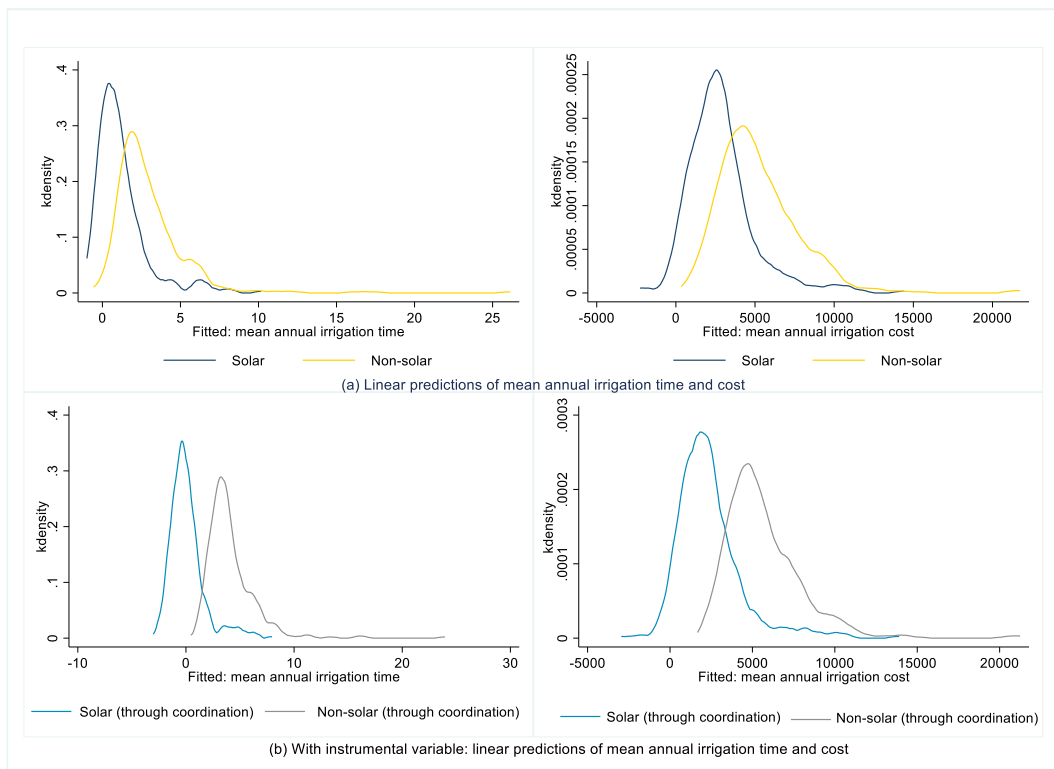 kdensity
0 .1 .2 .3 .4
0 5 10 15 20 25
Fitted: mean annual irrigation time
Solar Non-solar
kdensity
0 .00005 .0001 .00015 .0002 .00025
-5000 0 5000 10000 15000 20000
Fitted: mean annual irrigation cost
Solar Non-solar
(a) Linear predictions of mean annual irrigation time and cost
kdensity
0 .1 .2 .3 .4
-10 0 10 20 30
Fitted: mean annual irrigation time
Solar (through coordination) Non-solar (through coordination)
kdensity
0 .0001 .0002 .0003
-5000 0 5000 10000 15000 20000
Fitted: mean annual irrigation cost
Solar (through coordination) Non-solar (through coordination)
(b) With instrumental variable: linear predictions of mean annual irrigation time and cost